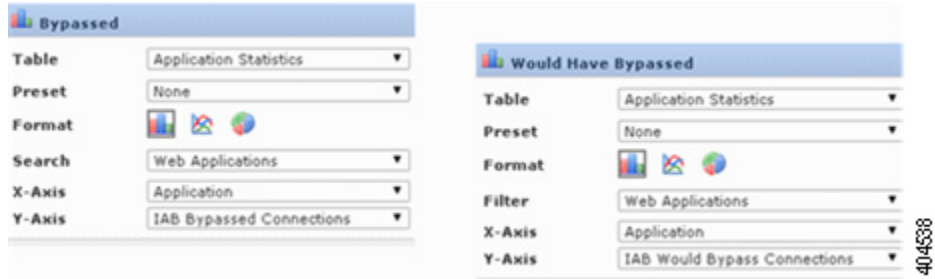 Bypassed
Table Application Statistics
Preset None
Format
Search Web Applications
X-Axis Application
Y-Axis IAB Bypassed Connections
Would Have Bypassed
Table Application Statistics
Preset None
Format
Filter Web Applications
X-Axis Application
Y-Axis IAB Would Bypass Connections
404538